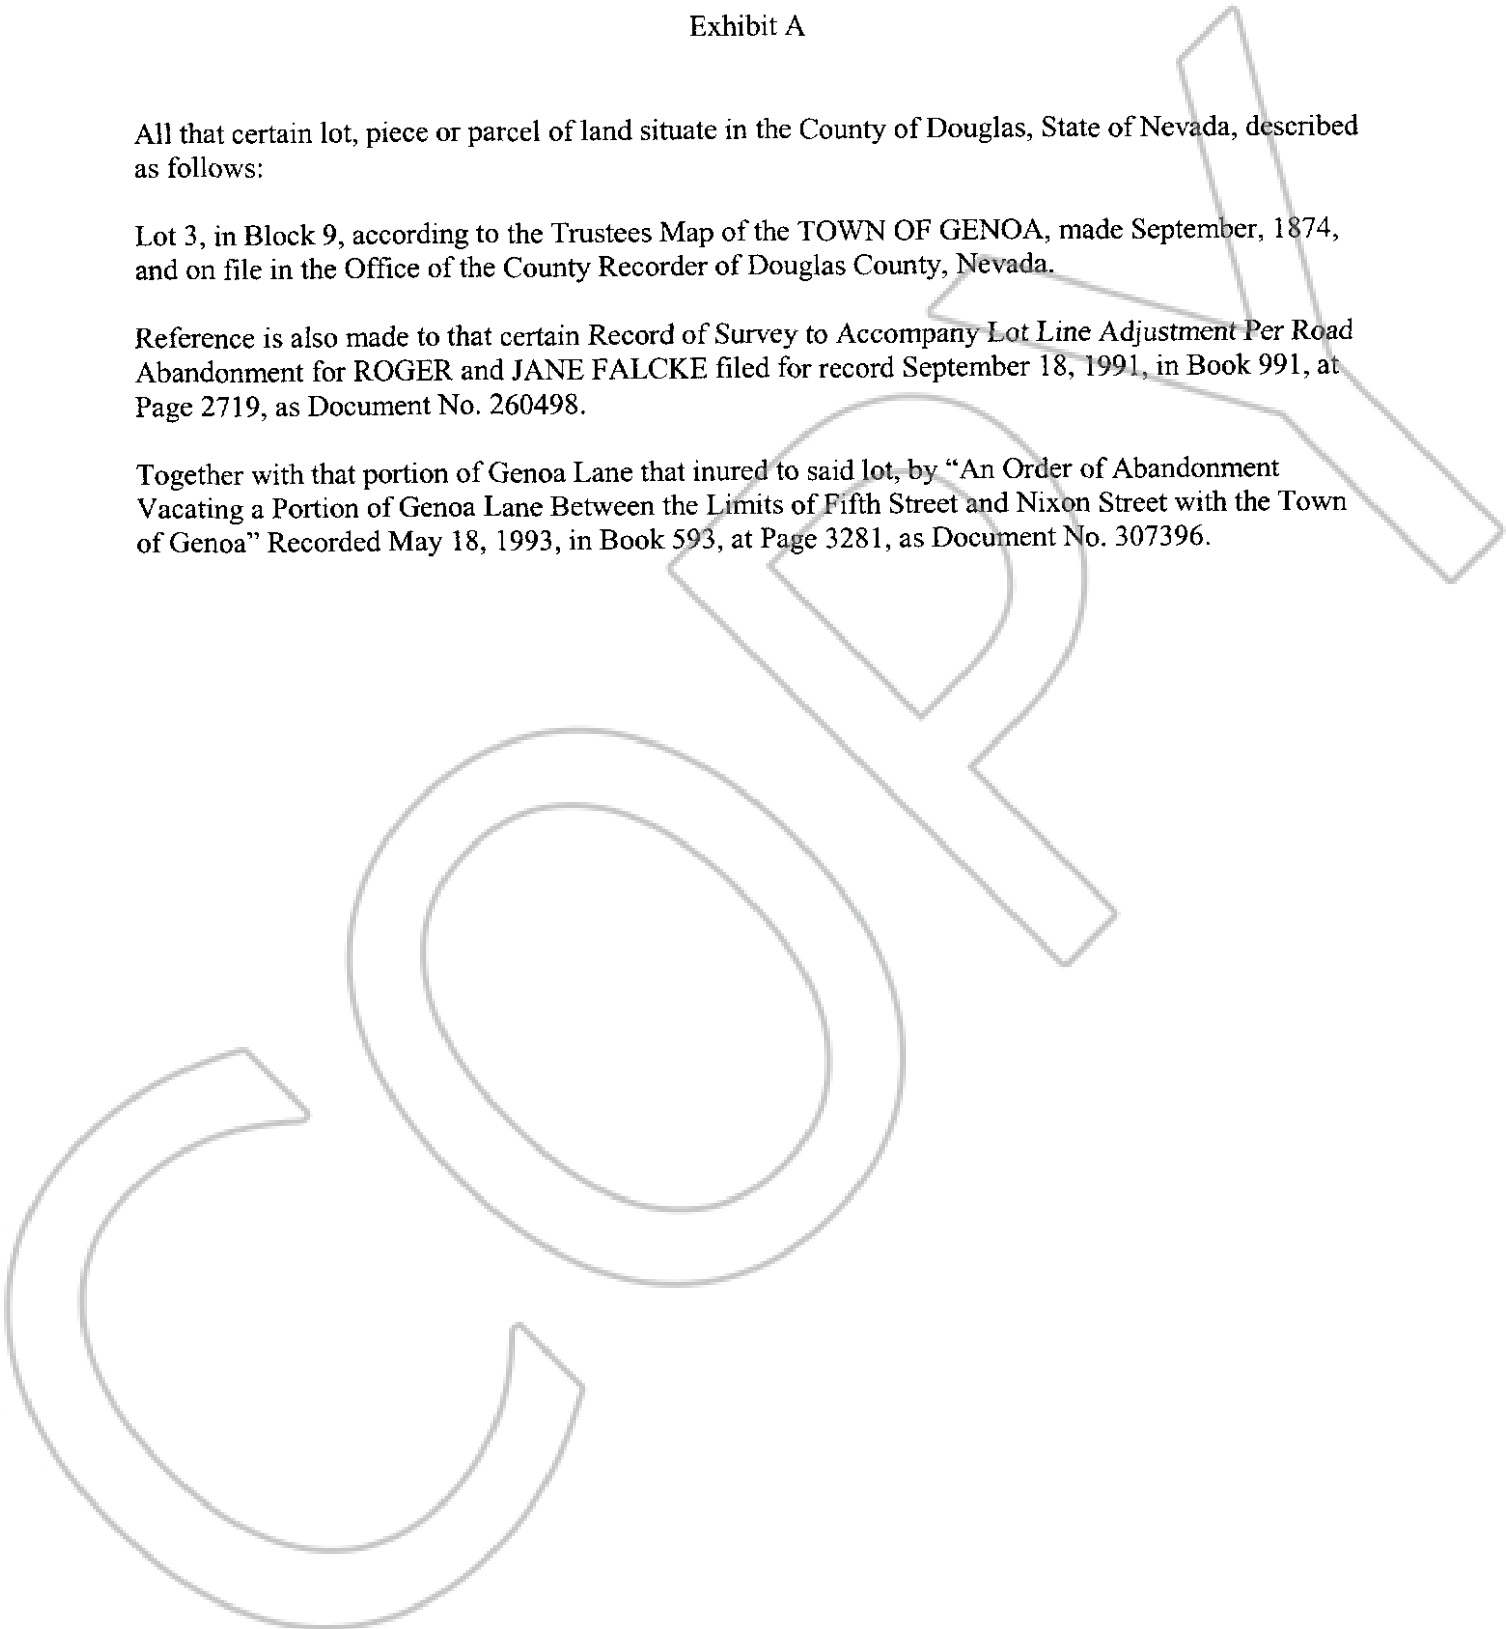 Exhibit A
All that certain lot, piece or parcel of land situate in the County of Douglas, State of Nevada, described
as follows:
Lot 3, in Block 9, according to the Trustees Map of the TOWN OF GENOA, made September, 1874,
and on file in the Office of the County Recorder of Douglas County, Nevada.
Reference is also made to that certain Record of Survey to Accompany Lot Line Adjustment Per Road
Abandonment for ROGER and JANE FALCKE filed for record September 18, 1991, in Book 991, at
Page 2719, as Document No. 260498.
Together with that portion of Genoa Lane that inured to said lot, by “An Order of Abandonment
Vacating a Portion of Genoa Lane Between the Limits of Fifth Street and Nixon Street with the Town
of Genoa” Recorded May 18, 1993, in Book 593, at Page 3281, as Document No. 307396.
COPY